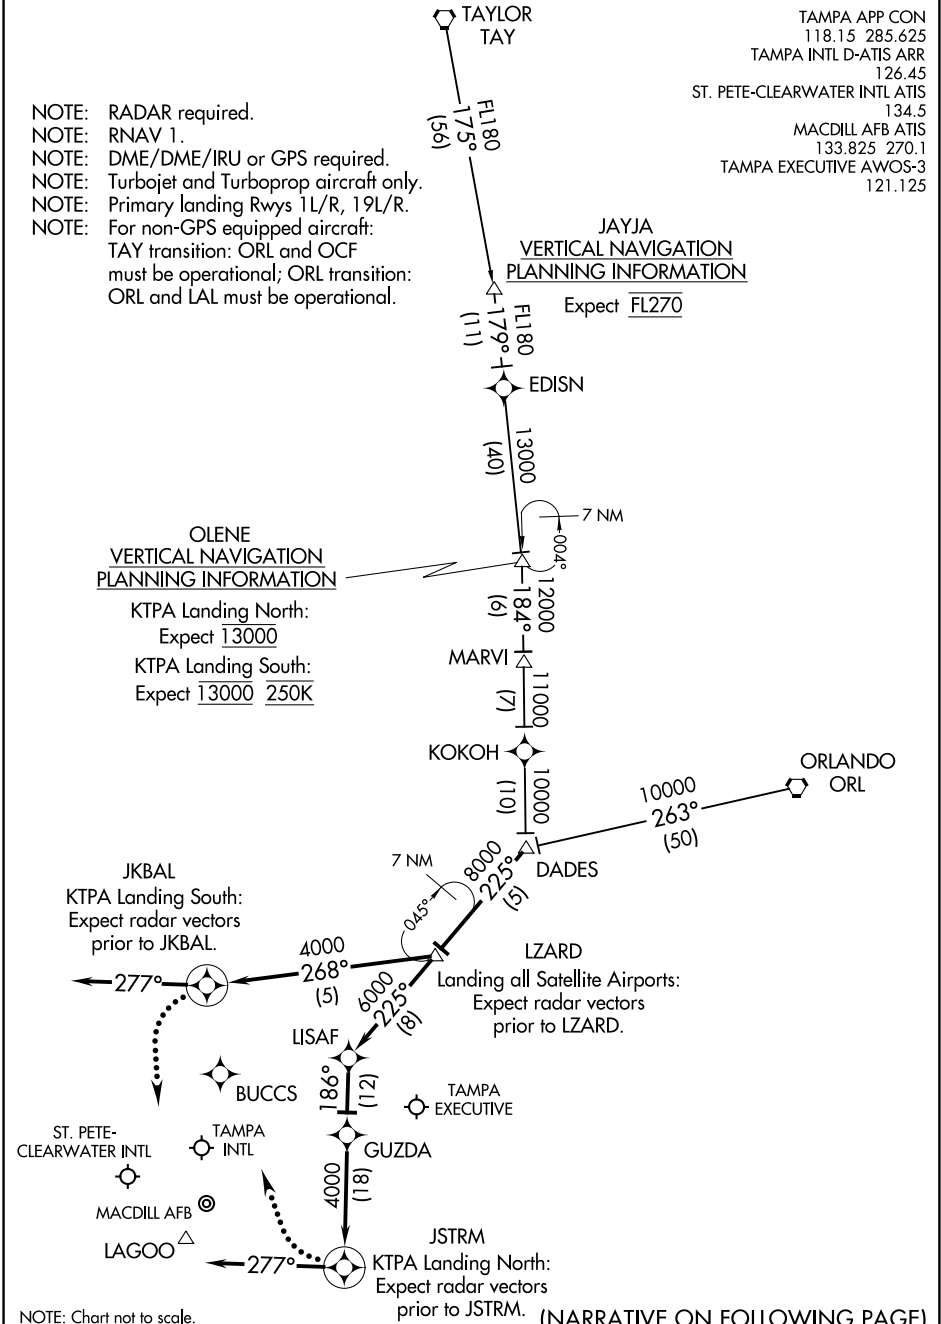 TAYLOR
TAY
TAMPA APP CON
118.15 285.625
TAMPA INTL D-ATIS ARR
126.45
ST. PETE-CLEARWATER INTL ATIS
134.5
MACDILL AFB ATIS
133.825 270.1
TAMPA EXECUTIVE AWOS-3
121.125
NOTE: RADAR required.
NOTE: RNAV 1.
NOTE: DME/DME/IRU or GPS required.
NOTE: Turbojet and Turboprop aircraft only.
NOTE: Primary landing Rwys 1L/R, 19L/R.
NOTE: For non-GPS equipped aircraft:
TAY transition: ORL and OCF
must be operational; ORL transition:
ORL and LAL must be operational.
FL180
175°
(56)
JAYJA
VERTICAL NAVIGATION
PLANNING INFORMATION
Expect FL270
FL180
179°
(11)
EDISN
13000
(40)
7 NM
004°
OLENE
VERTICAL NAVIGATION
PLANNING INFORMATION
KTPA Landing North:
Expect 13000
KTPA Landing South:
Expect 13000 250K
12000
184°
(6)
MARVI
11000
(7)
KOKOH
10000
(10)
ORLANDO
ORL
10000
263°
(50)
DADES
8000
225°
(5)
7 NM
045°
JKBAL
KTPA Landing South:
Expect radar vectors
prior to JKBAL.
4000
268°
(5)
277°
LZARD
Landing all Satellite Airports:
Expect radar vectors
prior to LZARD.
6000
225°
(8)
LISAF
186°
(12)
BUCCS
TAMPA
EXECUTIVE
GUZDA
ST. PETE-
CLEARWATER INTL
TAMPA
INTL
4000
(18)
MACDILL AFB
LAGOO
277°
JSTRM
KTPA Landing North:
Expect radar vectors
prior to JSTRM.
NOTE: Chart not to scale.
(NARRATIVE ON FOLLOWING PAGE)